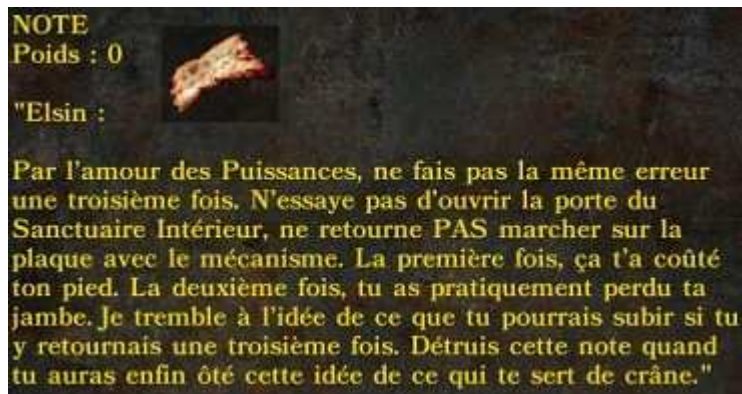 NOTE
Poids : 0
"Elsin :
Par l'amour des Puissances, ne fais pas la même erreur
une troisième fois. N'essaye pas d'ouvrir la porte du
Sanctuaire Intérieur, ne retourne PAS marcher sur la
plaque avec le mécanisme. La première fois, ça t'a coûté
ton pied. La deuxième fois, tu as pratiquement perdu ta
jambe. Je tremble à l'idée de ce que tu pourrais subir si tu
y retournais une troisième fois. Détruis cette note quand
tu auras enfin ôté cette idée de ce qui te sert de crâne."